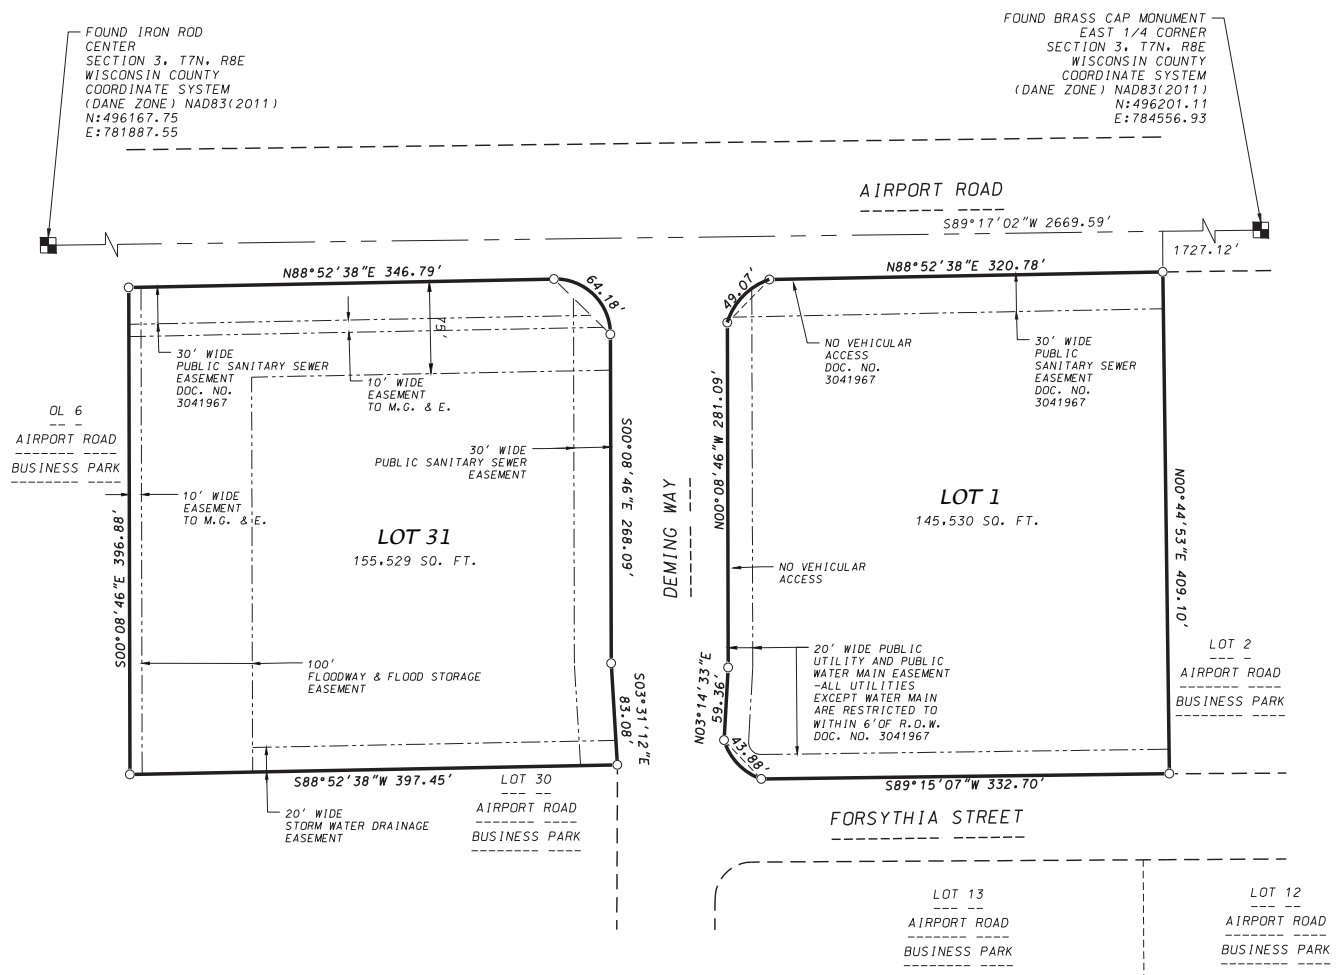 FOUND IRON ROD
CENTER
SECTION 3, T7N, R8E
WISCONSIN COUNTY
COORDINATE SYSTEM
(DANE ZONE) NAD83(2011)
N:496167.75
E:781887.55
FOUND BRASS CAP MONUMENT
EAST 1/4 CORNER
SECTION 3, T7N, R8E
WISCONSIN COUNTY
COORDINATE SYSTEM
(DANE ZONE) NAD83(2011)
N:496201.11
E:784556.93
AIRPORT ROAD
S89°17'02"W 2669.59'
1727.12'
N88°52'38"E 346.79'
64.18'
49.07'
N88°52'38"E 320.78'
75'
30' WIDE
PUBLIC SANITARY SEWER
EASEMENT
DOC. NO.
3041967
10' WIDE
EASEMENT
TO M.G. & E.
NO VEHICULAR
ACCESS
DOC. NO.
3041967
30' WIDE
PUBLIC
SANITARY SEWER
EASEMENT
DOC. NO.
3041967
OL 6
AIRPORT ROAD
BUSINESS PARK
30' WIDE
PUBLIC SANITARY SEWER
EASEMENT
S00°08'46"E 268.09'
N00°08'46"W 281.09'
DEMING WAY
10' WIDE
EASEMENT
TO M.G. & E.
S00°08'46"E 396.88'
LOT 31
155,529 SQ. FT.
LOT 1
145,530 SQ. FT.
N00°44'53"E 409.10'
NO VEHICULAR
ACCESS
100'
FLOODWAY & FLOOD STORAGE
EASEMENT
S03°31'12"E
83.08'
N03°14'33"E
59.36'
20' WIDE PUBLIC
UTILITY AND PUBLIC
WATER MAIN EASEMENT
-ALL UTILITIES
EXCEPT WATER MAIN
ARE RESTRICTED TO
WITHIN 6'OF R.O.W.
DOC. NO. 3041967
LOT 2
AIRPORT ROAD
BUSINESS PARK
43.88'
S88°52'38"W 397.45'
S89°15'07"W 332.70'
LOT 30
AIRPORT ROAD
BUSINESS PARK
20' WIDE
STORM WATER DRAINAGE
EASEMENT
FORSYTHIA STREET
LOT 13
AIRPORT ROAD
BUSINESS PARK
LOT 12
AIRPORT ROAD
BUSINESS PARK